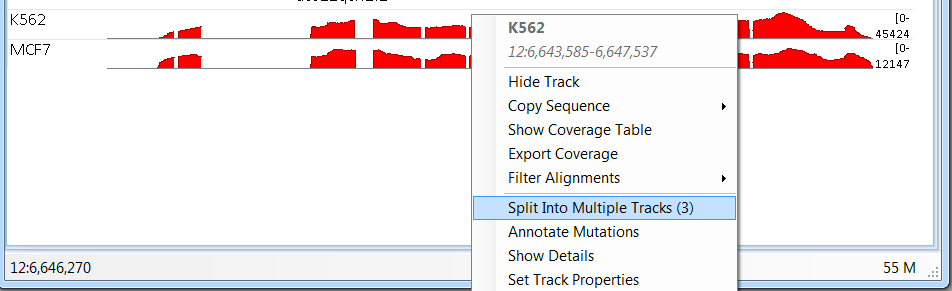 K562
[0-
45424
MCF7
[0-
12147
K562
12:6,643,585-6,647,537
Hide Track
Copy Sequence
Show Coverage Table
Export Coverage
Filter Alignments
Split Into Multiple Tracks (3)
Annotate Mutations
Show Details
Set Track Properties
12:6,646,270
55 M